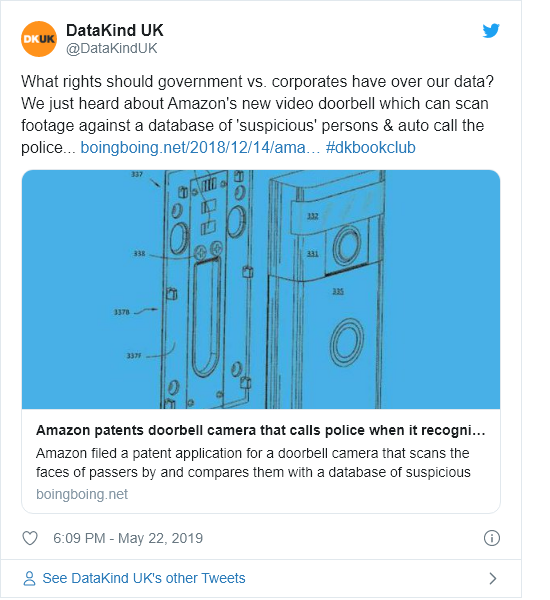 DKUK
DataKind UK
@DataKindUK
What rights should government vs. corporates have over our data?
We just heard about Amazon's new video doorbell which can scan
footage against a database of 'suspicious' persons & auto call the
police... boingboing.net/2018/12/14/ama… #dkbookclub
337
332
338
331
335
337B
337F
Amazon patents doorbell camera that calls police when it recogni…
Amazon filed a patent application for a doorbell camera that scans the
faces of passers by and compares them with a database of suspicious
boingboing.net
6:09 PM - May 22, 2019
See DataKind UK's other Tweets